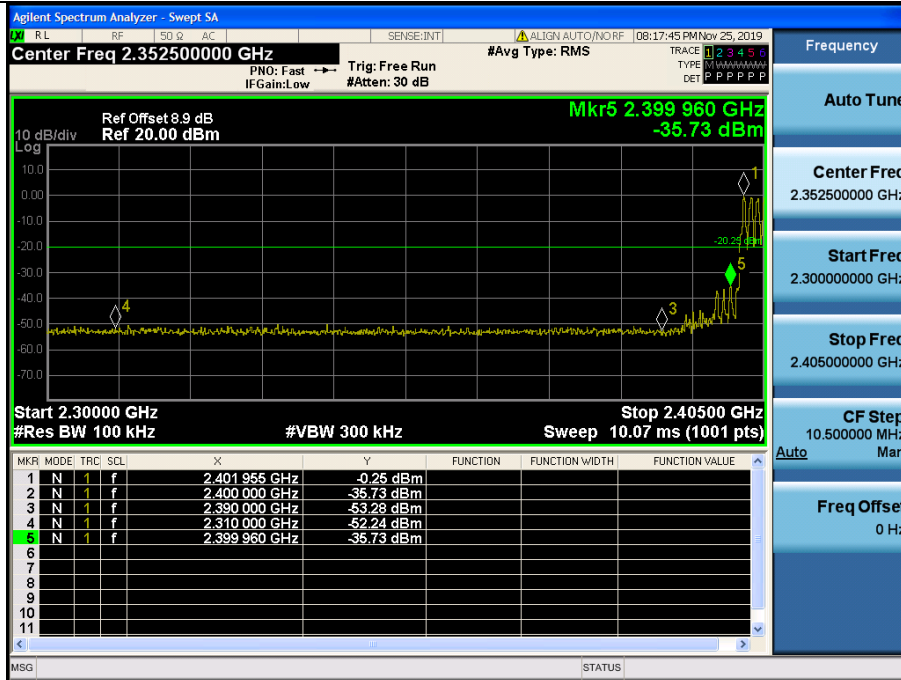 Agilent Spectrum Analyzer - Swept SA
LXI RL RF 50 Ω AC SENSE:INT ALIGN AUTO/NO RF 08:17:45 PM Nov 25, 2019
Center Freq 2.352500000 GHz #Avg Type: RMS TRACE 1 2 3 4 5 6
PNO: Fast Trig: Free Run TYPE M WWWWW
IFGain:Low #Atten: 30 dB DET P P P P P P
Mkr5 2.399 960 GHz
-35.73 dBm
Ref Offset 8.9 dB
10 dB/div Ref 20.00 dBm
Log
10.0
0.00
-10.0
-20.0
-30.0
-40.0
-50.0
-60.0
-70.0
1
-20.25 dBm
5
4
3
Start 2.30000 GHz Stop 2.40500 GHz
#Res BW 100 kHz #VBW 300 kHz Sweep 10.07 ms (1001 pts)
MKR MODE TRC SCL X Y FUNCTION FUNCTION WIDTH FUNCTION VALUE
1 N 1 f 2.401 955 GHz -0.25 dBm
2 N 1 f 2.400 000 GHz -35.73 dBm
3 N 1 f 2.390 000 GHz -53.28 dBm
4 N 1 f 2.310 000 GHz -52.24 dBm
5 N 1 f 2.399 960 GHz -35.73 dBm
6
7
8
9
10
11
MSG STATUS
Frequency
Auto Tune
Center Freq
2.352500000 GHz
Start Freq
2.300000000 GHz
Stop Freq
2.405000000 GHz
CF Step
10.500000 MHz
Auto Man
Freq Offset
0 Hz